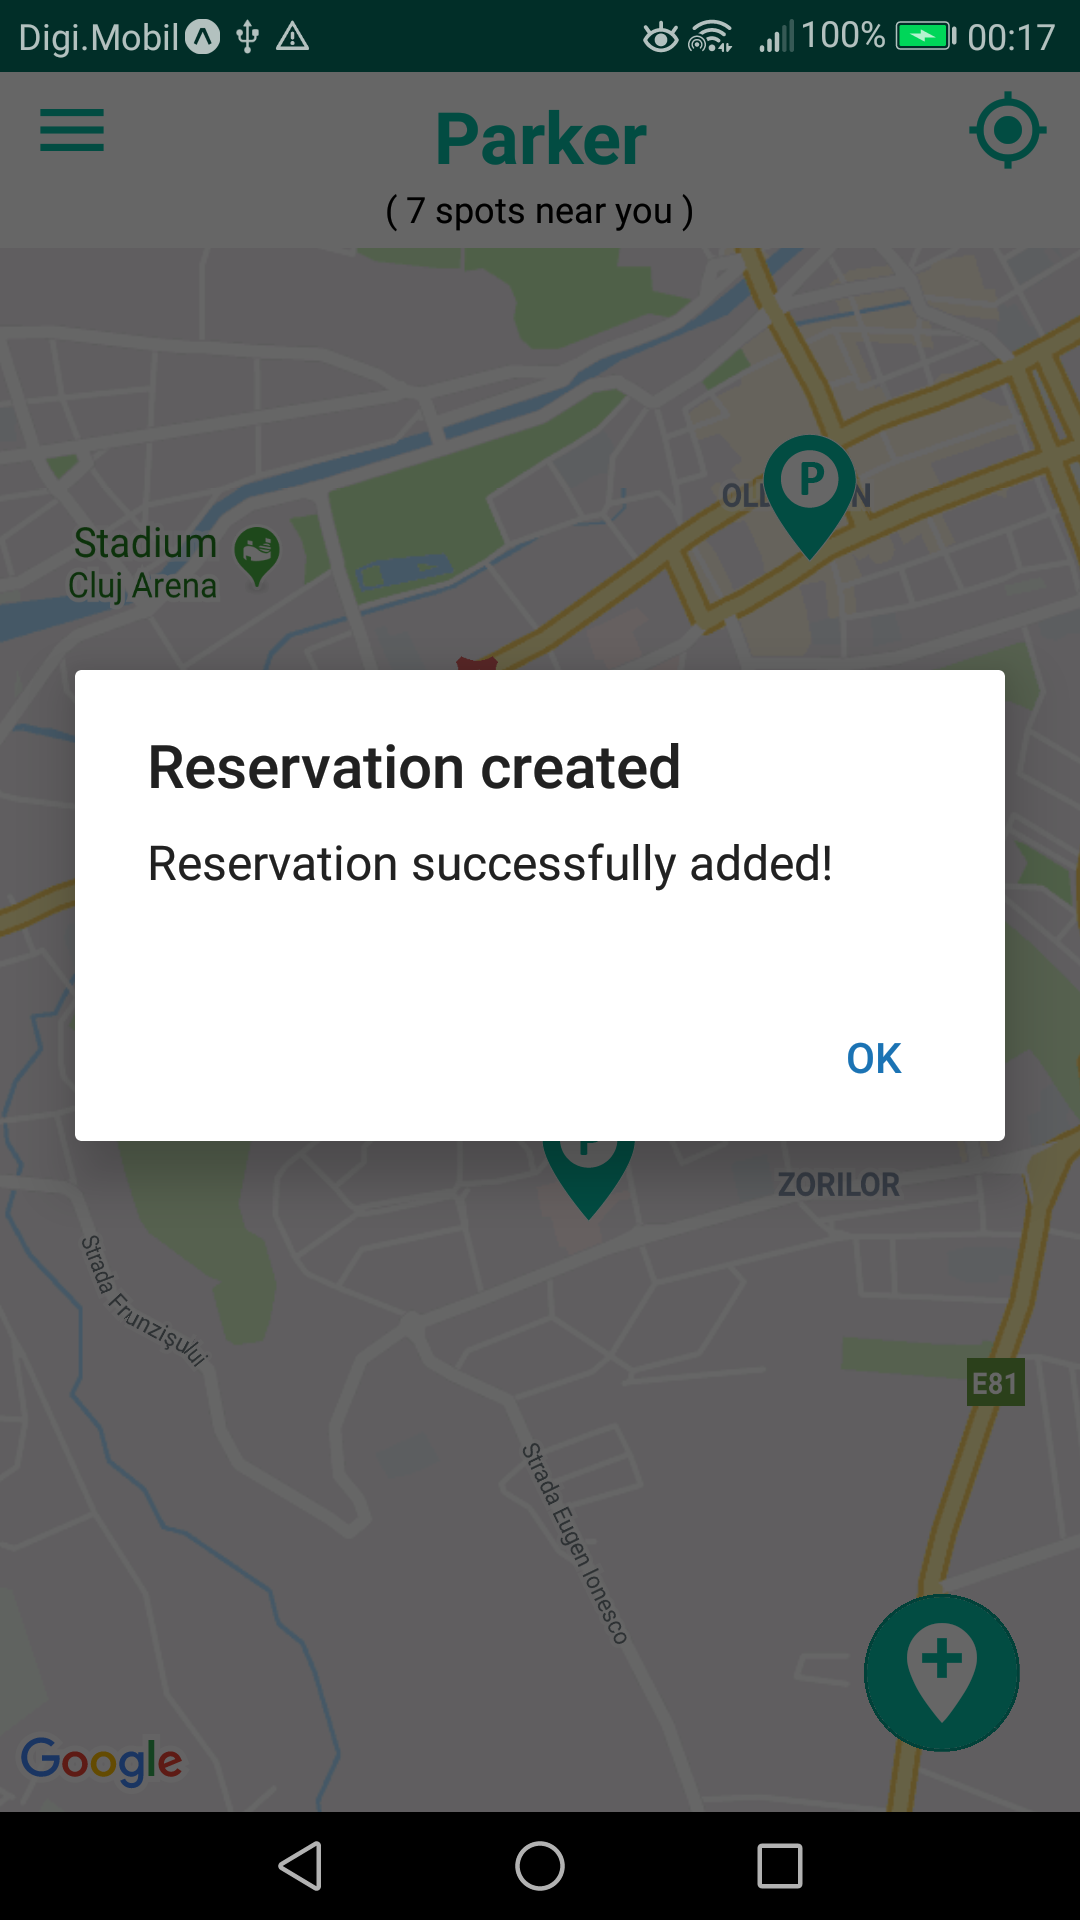 Digi.Mobil 100% 00:17
Parker
( 7 spots near you )
P
Stadium
Cluj Arena
Reservation created
Reservation successfully added!
OK
P
ZORILOR
Strada Frunzişului
E81
Strada Eugen Ionesco
Google